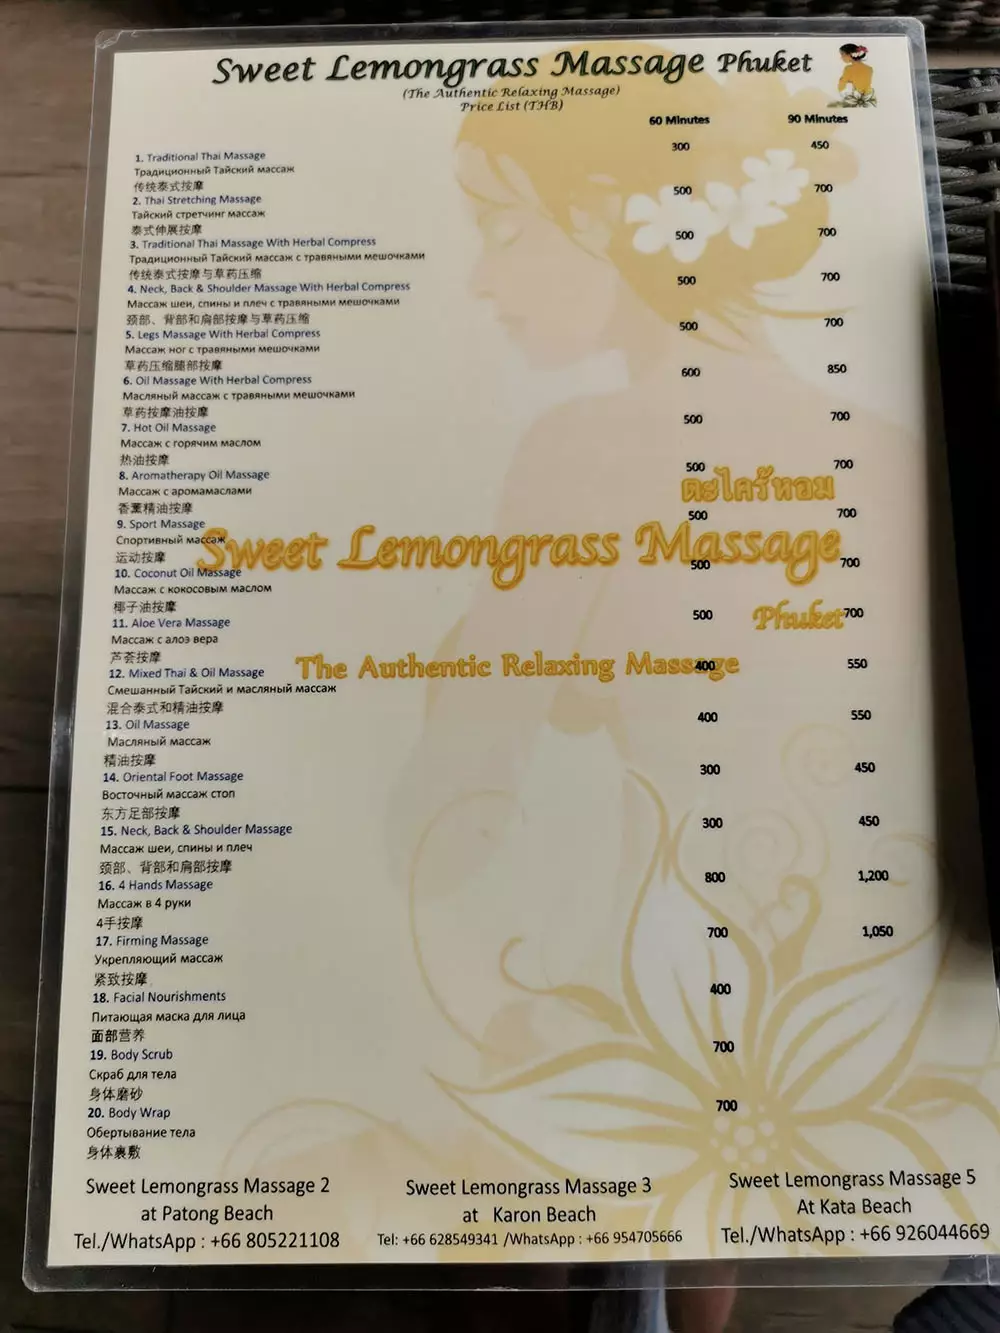 Sweet Lemongrass Massage Phuket
(The Authentic Relaxing Massage)
Price List (THB)
60 Minutes 90 Minutes
1. Traditional Thai Massage 300 450
Традиционный Тайский массаж
传统泰式按摩
2. Thai Stretching Massage 500 700
Тайский стретчинг массаж
泰式伸展按摩
3. Traditional Thai Massage With Herbal Compress 500 700
Традиционный Тайский массаж с травяными мешочками
传统泰式按摩与草药压缩
4. Neck, Back & Shoulder Massage With Herbal Compress 500 700
Массаж шеи, спины и плеч с травяными мешочками
颈部、背部和肩部按摩与草药压缩
5. Legs Massage With Herbal Compress 500 700
Массаж ног с травяными мешочками
草药压缩腿部按摩
6. Oil Massage With Herbal Compress 600 850
Масляный массаж с травяными мешочками
草药按摩油按摩
7. Hot Oil Massage 500 700
Массаж с горячим маслом
热油按摩
8. Aromatherapy Oil Massage 500 700
Массаж с аромамаслами
ตะไคร้หอม
香薰精油按摩
9. Sport Massage 500 700
Спортивный массаж
Sweet Lemongrass Massage
运动按摩
10. Coconut Oil Massage 500 700
Массаж с кокосовым маслом
椰子油按摩
Phuket
11. Aloe Vera Massage 500 700
Массаж с алоэ вера
芦荟按摩
The Authentic Relaxing Massage
12. Mixed Thai & Oil Massage 400 550
Смешанный Тайский и масляный массаж
混合泰式和精油按摩
13. Oil Massage 400 550
Масляный массаж
精油按摩
14. Oriental Foot Massage 300 450
Восточный массаж стоп
东方足部按摩
15. Neck, Back & Shoulder Massage 300 450
Массаж шеи, спины и плеч
颈部、背部和肩部按摩
16. 4 Hands Massage 800 1,200
Массаж в 4 руки
4手按摩
17. Firming Massage 700 1,050
Укрепляющий массаж
紧致按摩
18. Facial Nourishments 400
Питающая маска для лица
面部营养
19. Body Scrub 700
Скраб для тела
身体磨砂
20. Body Wrap 700
Обертывание тела
身体裹敷
Sweet Lemongrass Massage 2
at Patong Beach
Tel./WhatsApp : +66 805221108
Sweet Lemongrass Massage 3
at Karon Beach
Tel: +66 628549341 /WhatsApp : +66 954705666
Sweet Lemongrass Massage 5
At Kata Beach
Tel./WhatsApp : +66 926044669